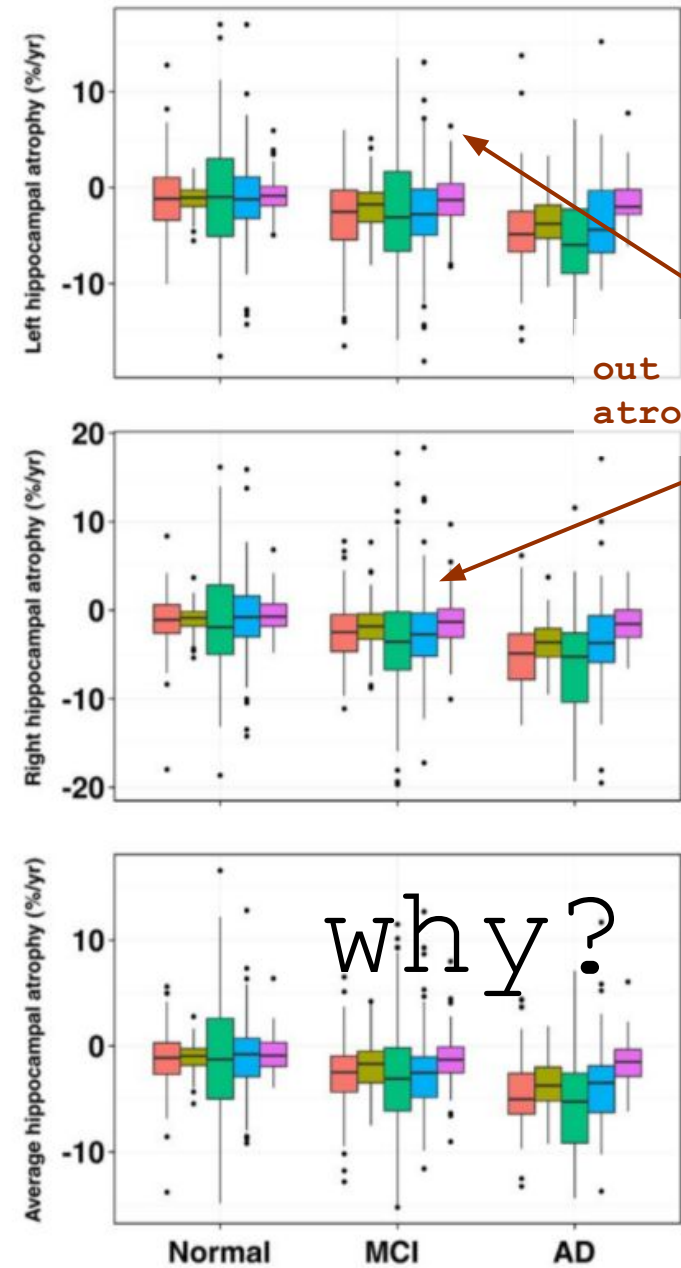 Left hippocampal atrophy (%/yr)
10
0
-10
out
atro
Right hippocampal atrophy (%/yr)
20
10
0
-10
-20
Average hippocampal atrophy (%/yr)
10
0
-10
why?
Normal MCI AD